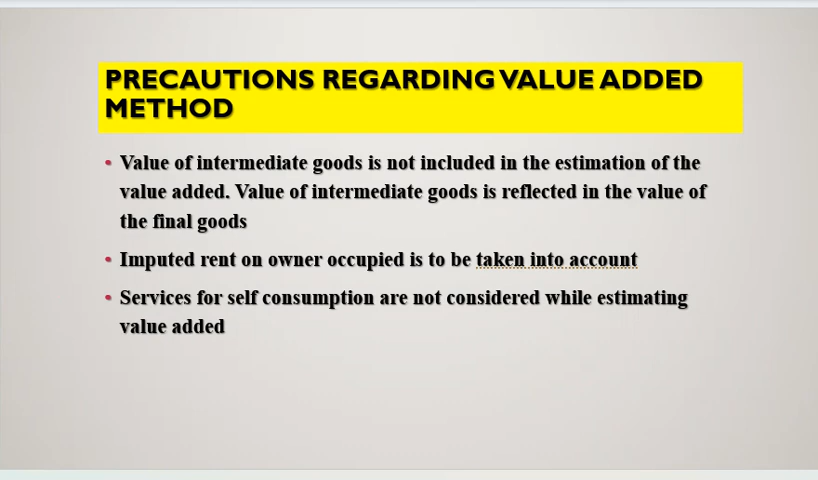 PRECAUTIONS REGARDING VALUE ADDED
METHOD
• Value of intermediate goods is not included in the estimation of the
value added. Value of intermediate goods is reflected in the value of
the final goods
• Imputed rent on owner occupied is to be taken into account
• Services for self consumption are not considered while estimating
value added